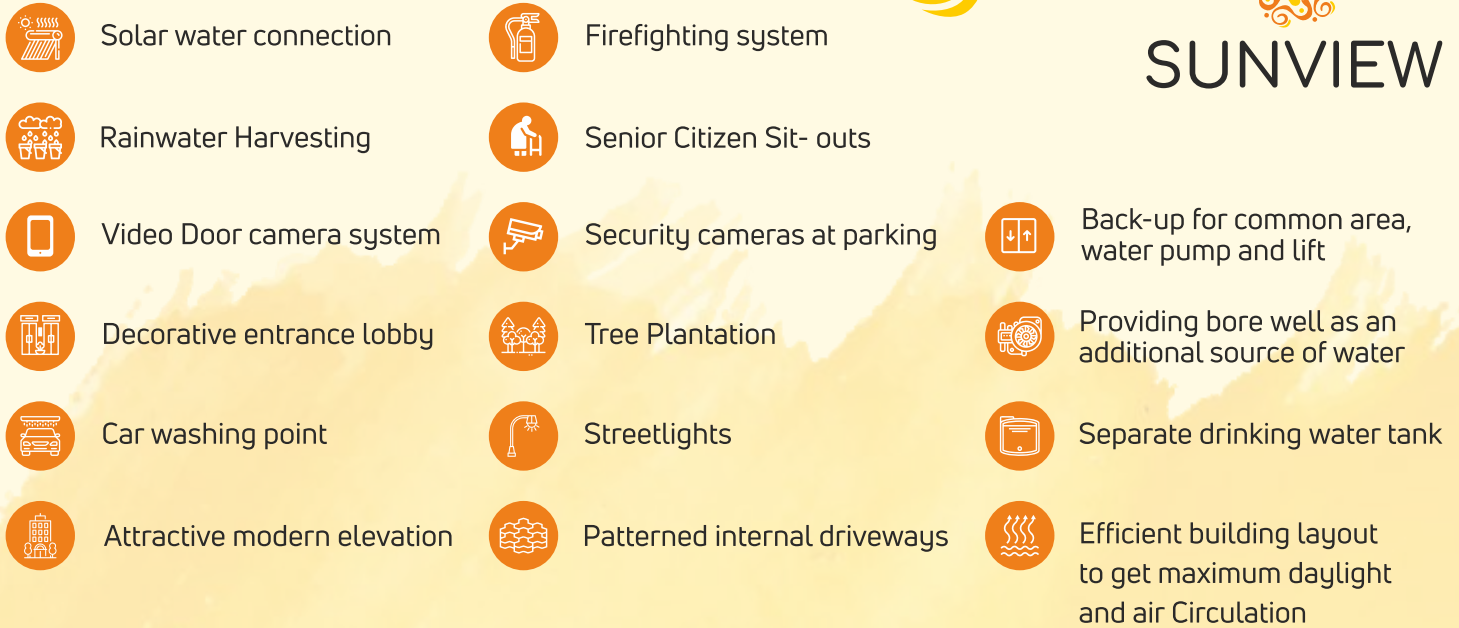 Solar water connection
Rainwater Harvesting
Video Door camera system
Decorative entrance lobby
Car washing point
Attractive modern elevation
Firefighting system
Senior Citizen Sit- outs
Security cameras at parking
Tree Plantation
Streetlights
Patterned internal driveways
SUNVIEW
Back-up for common area,
water pump and lift
Providing bore well as an
additional source of water
Separate drinking water tank
Efficient building layout
to get maximum daylight
and air Circulation